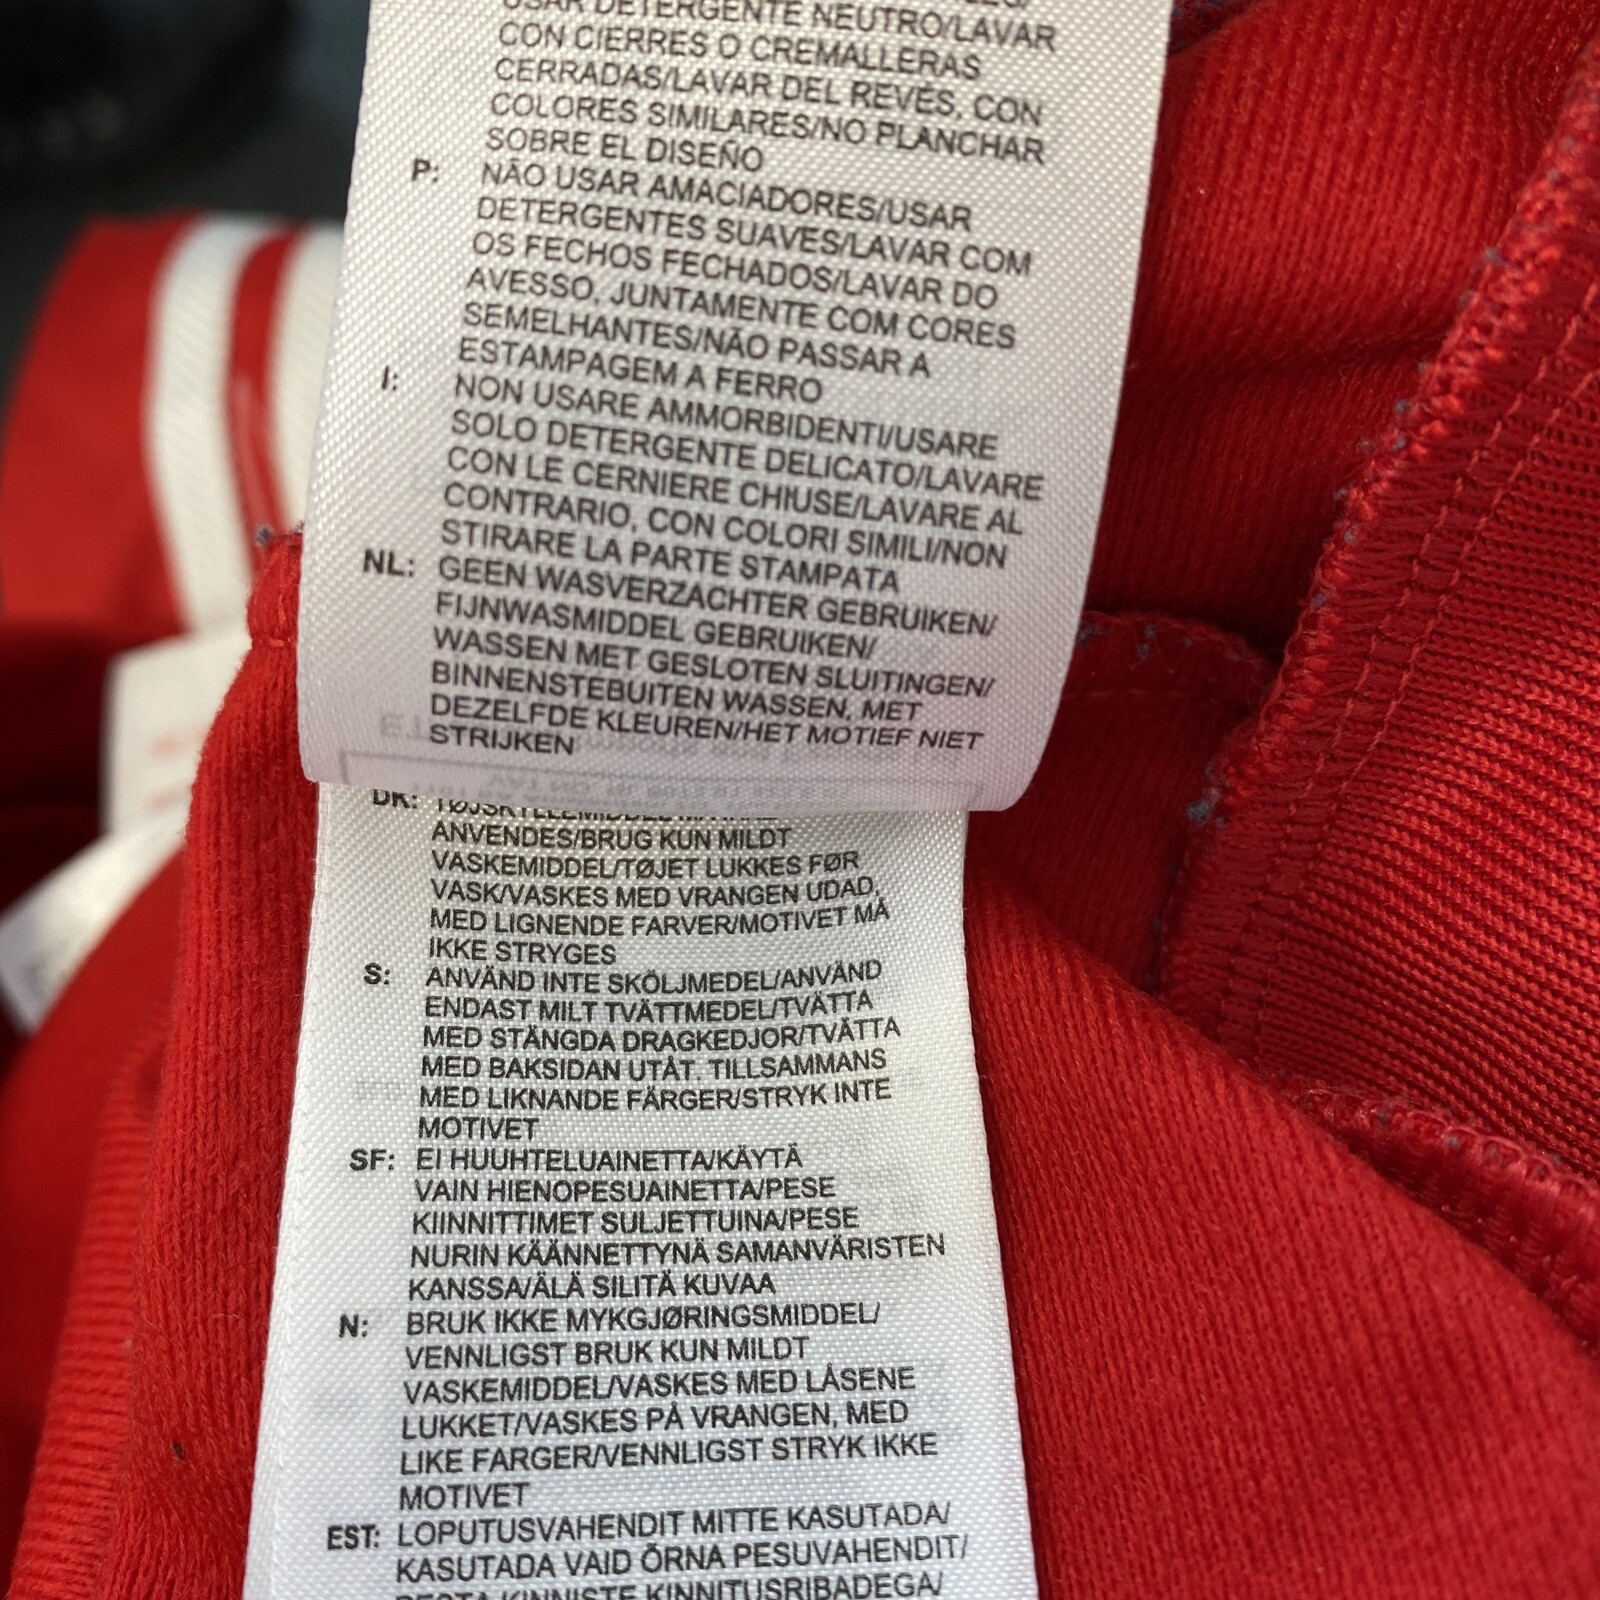 USAR DETERGENTE NEUTRO/LAVAR
CON CIERRES O CREMALLERAS
CERRADAS/LAVAR DEL REVÉS, CON
COLORES SIMILARES/NO PLANCHAR
SOBRE EL DISEÑO
P: NÃO USAR AMACIADORES/USAR
DETERGENTES SUAVES/LAVAR COM
OS FECHOS FECHADOS/LAVAR DO
AVESSO, JUNTAMENTE COM CORES
SEMELHANTES/NÃO PASSAR A
ESTAMPAGEM A FERRO
I: NON USARE AMMORBIDENTI/USARE
SOLO DETERGENTE DELICATO/LAVARE
CON LE CERNIERE CHIUSE/LAVARE AL
CONTRARIO, CON COLORI SIMILI/NON
STIRARE LA PARTE STAMPATA
NL: GEEN WASVERZACHTER GEBRUIKEN/
FIJNWASMIDDEL GEBRUIKEN/
WASSEN MET GESLOTEN SLUITINGEN/
BINNENSTEBUITEN WASSEN, MET
DEZELFDE KLEUREN/HET MOTIEF NIET
STRIJKEN
DK:
ANVENDES/BRUG KUN MILDT
VASKEMIDDEL/TØJET LUKKES FØR
VASK/VASKES MED VRANGEN UDAD,
MED LIGNENDE FARVER/MOTIVET MÅ
IKKE STRYGES
S: ANVÄND INTE SKÖLJMEDEL/ANVÄND
ENDAST MILT TVÄTTMEDEL/TVÄTTA
MED STÄNGDA DRAGKEDJOR/TVÄTTA
MED BAKSIDAN UTÅT. TILLSAMMANS
MED LIKNANDE FÄRGER/STRYK INTE
MOTIVET
SF: EI HUUHTELUAINETTA/KÄYTÄ
VAIN HIENOPESUAINETTA/PESE
KIINNITTIMET SULJETTUINA/PESE
NURIN KÄÄNNETTYNÄ SAMANVÄRISTEN
KANSSA/ÄLÄ SILITÄ KUVAA
N: BRUK IKKE MYKGJØRINGSMIDDEL/
VENNLIGST BRUK KUN MILDT
VASKEMIDDEL/VASKES MED LÅSENE
LUKKET/VASKES PÅ VRANGEN, MED
LIKE FARGER/VENNLIGST STRYK IKKE
MOTIVET
EST: LOPUTUSVAHENDIT MITTE KASUTADA/
KASUTADA VAID ÕRNA PESUVAHENDIT/
PESTA KINNISTE KINNITUSRIBADEGA/